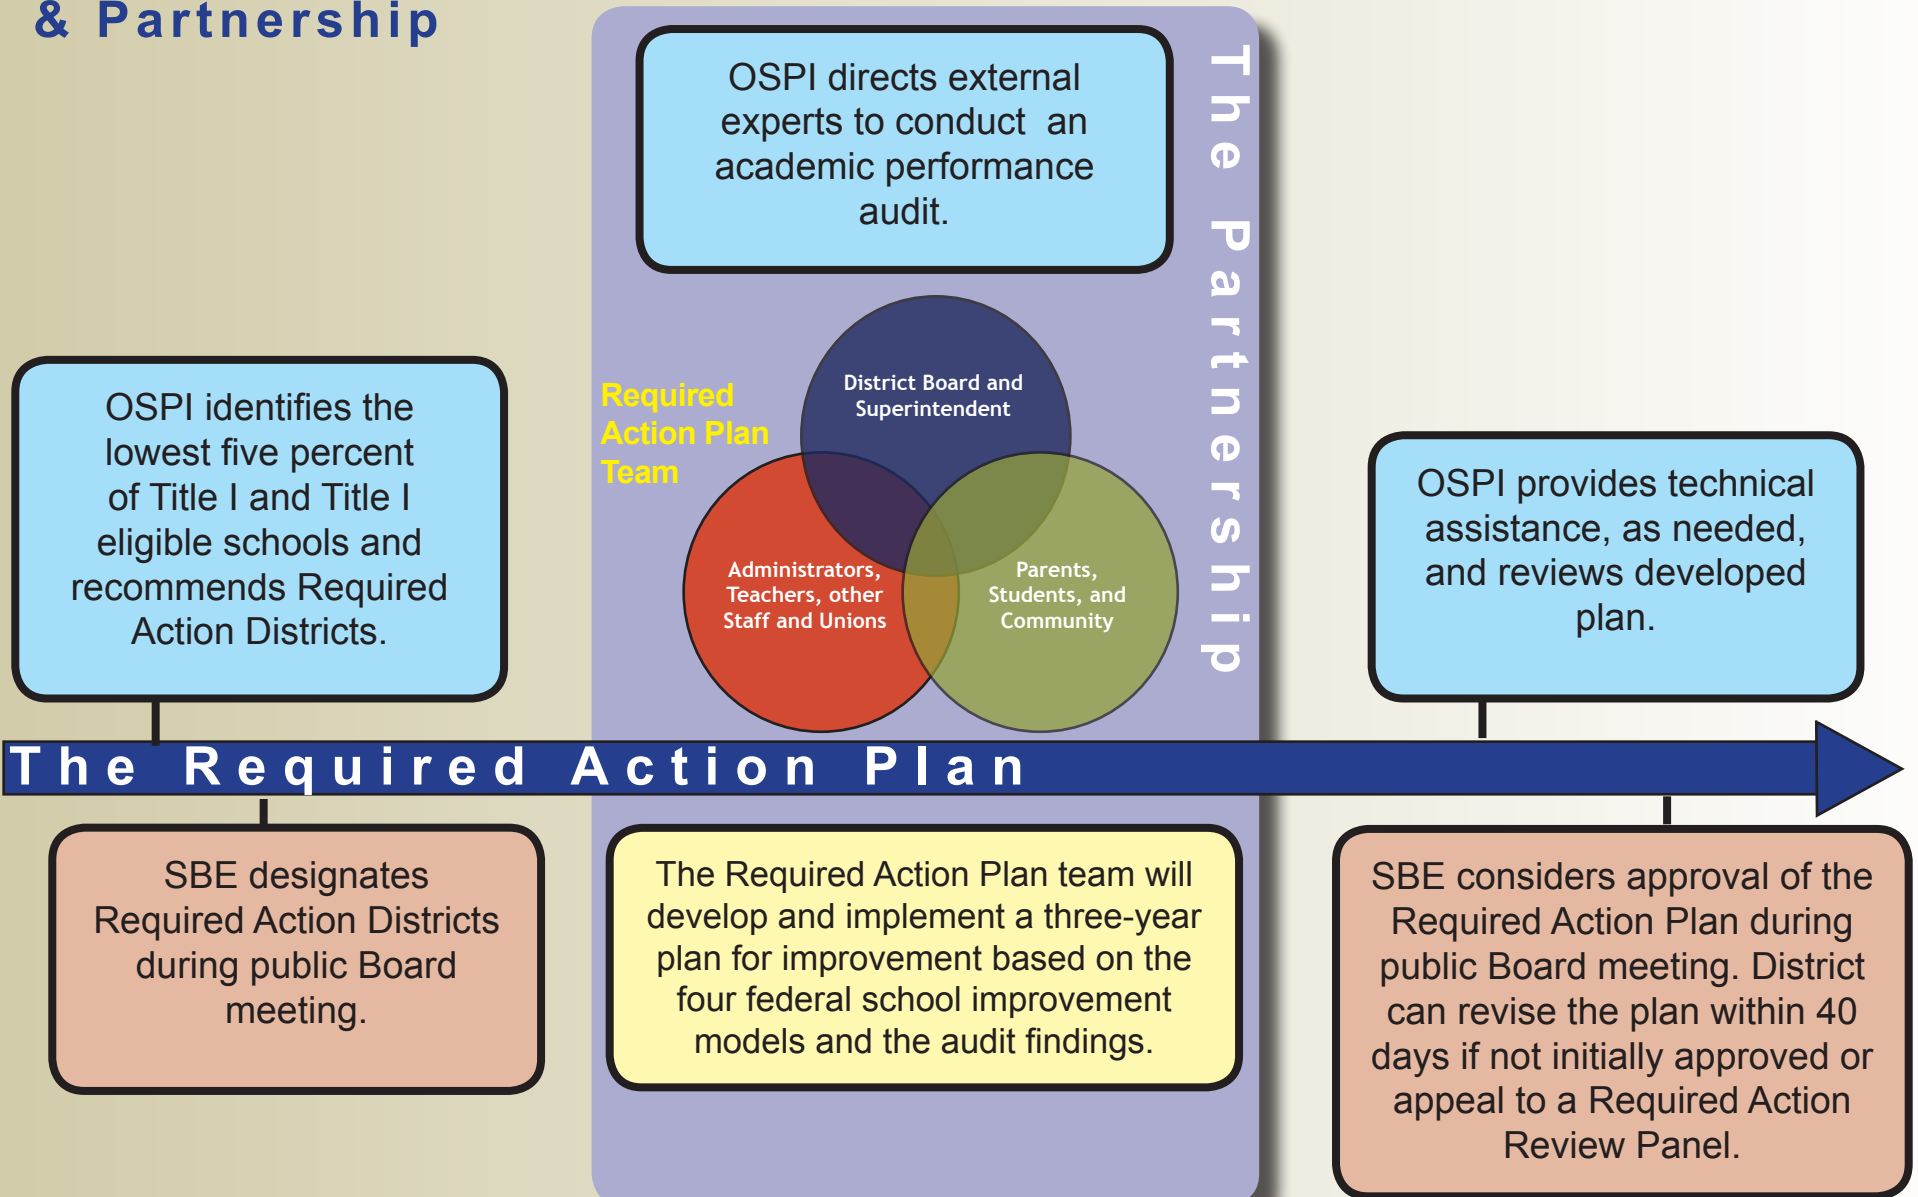 & Partnership
OSPI identifies the
lowest five percent
of Title I and Title I
eligible schools and
recommends Required
Action Districts.
OSPI directs external
experts to conduct an
academic performance
audit.
The Partnership
Required
Action Plan
Team
District Board and
Superintendent
Administrators,
Teachers, other
Staff and Unions
Parents,
Students, and
Community
OSPI provides technical
assistance, as needed,
and reviews developed
plan.
The Required Action Plan
SBE designates
Required Action Districts
during public Board
meeting.
The Required Action Plan team will
develop and implement a three-year
plan for improvement based on the
four federal school improvement
models and the audit findings.
SBE considers approval of the
Required Action Plan during
public Board meeting. District
can revise the plan within 40
days if not initially approved or
appeal to a Required Action
Review Panel.